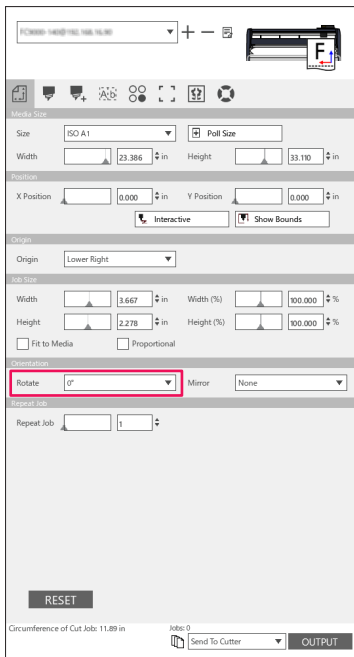 F
Media Size
Size ISO A1 Poll Size
Width 23.386 in Height 33.110 in
Position
X Position 0.000 in Y Position 0.000 in
Interactive Show Bounds
Origin
Origin Lower Right
Job Size
Width 3.667 in Width (%) 100.000 %
Height 2.278 in Height (%) 100.000 %
Fit to Media Proportional
Orientation
Rotate 0° Mirror None
Repeat Job
Repeat Job 1
RESET
Circumference of Cut Job: 11.89 in Jobs: 0
Send To Cutter OUTPUT